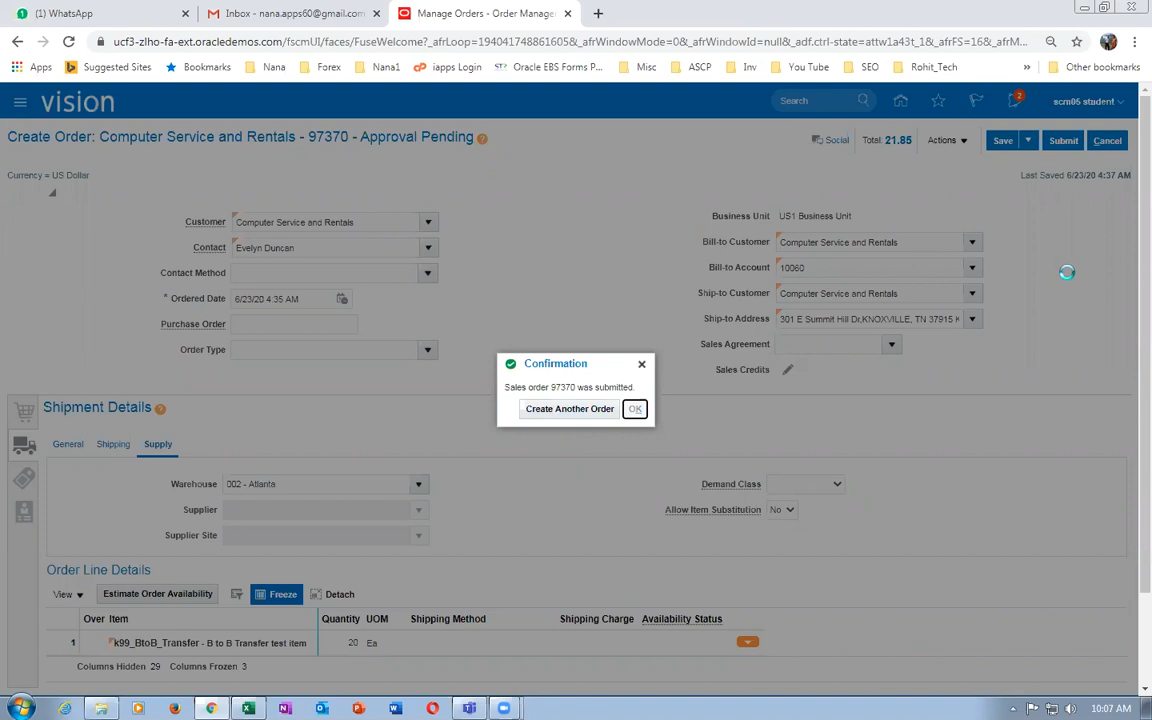 (1) WhatsApp
Inbox - nana.apps60@gmail.com
Manage Orders - Order Manage
ucf3-zlho-fa-ext.oracledemos.com/fscmUI/faces/FuseWelcome?_afrLoop=194041748861605&_afrWindowMode=0&_afrWindowId=null&_adf.ctrl-state=attw1a43t_1&_afrFS=16&_afrM...
Apps Suggested Sites Bookmarks Nana Forex Nana1 iapps Login Oracle EBS Forms P... Misc ASCP Inv You Tube SEO Rohit_Tech » Other bookmarks
vision Search 2 scm05 student
Create Order: Computer Service and Rentals - 97370 - Approval Pending ? Social Total: 21.85 Actions Save Submit Cancel
Currency = US Dollar Last Saved 6/23/20 4:37 AM
Customer Computer Service and Rentals
Contact Evelyn Duncan
Contact Method
* Ordered Date 6/23/20 4:35 AM
Purchase Order
Order Type
Business Unit US1 Business Unit
Bill-to Customer Computer Service and Rentals
Bill-to Account 10060
Ship-to Customer Computer Service and Rentals
Ship-to Address 301 E Summit Hill Dr,KNOXVILLE, TN 37915 K
Sales Agreement
Sales Credits
Confirmation
Sales order 97370 was submitted.
Create Another Order OK
Shipment Details ?
General Shipping Supply
Warehouse 002 - Atlanta
Supplier
Supplier Site
Demand Class
Allow Item Substitution No
Order Line Details
View Estimate Order Availability Freeze Detach
Over Item Quantity UOM Shipping Method Shipping Charge Availability Status
1 k99_BtoB_Transfer - B to B Transfer test item 20 Ea
Columns Hidden 29 Columns Frozen 3
10:07 AM